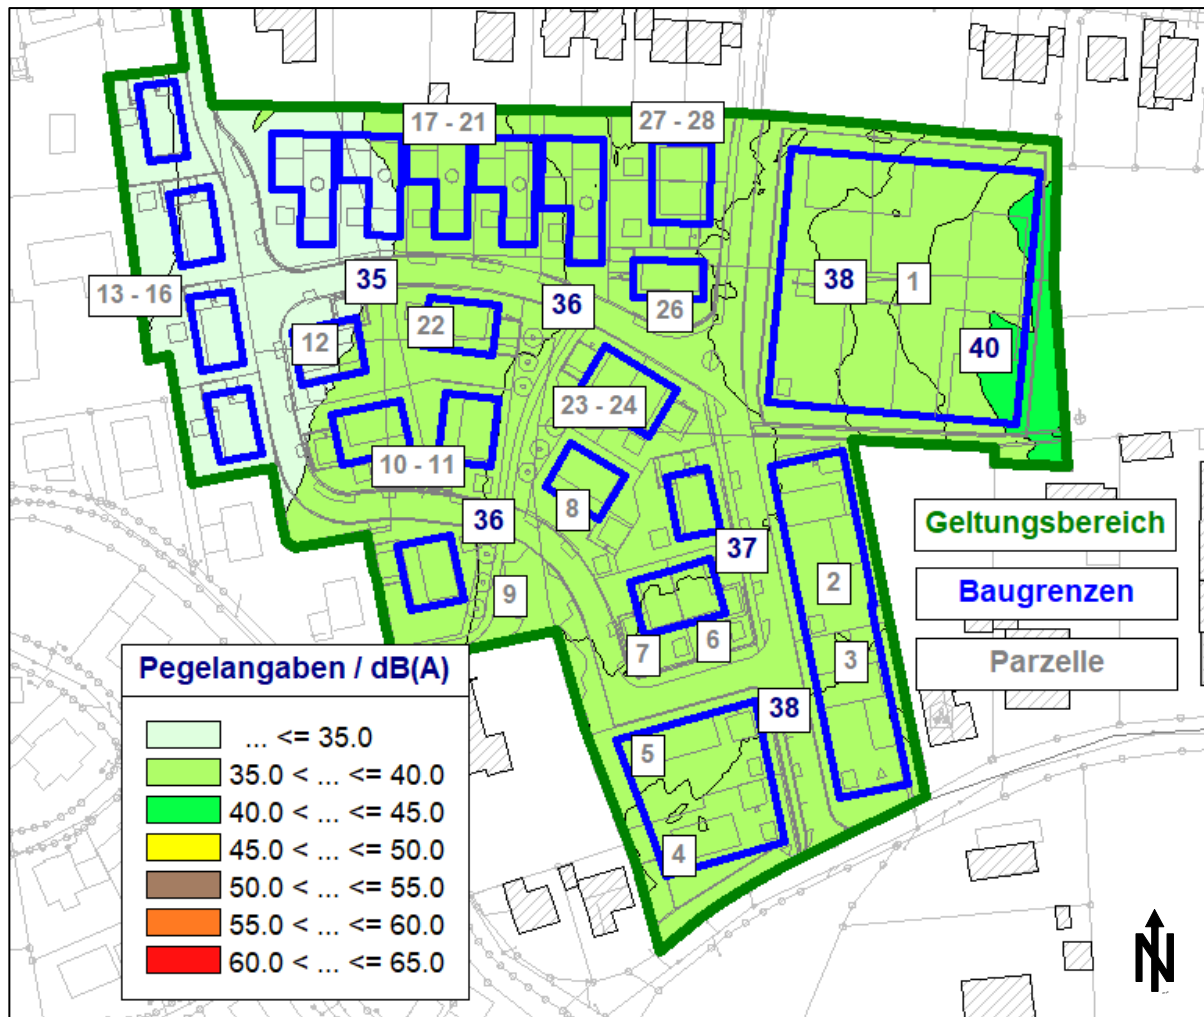 17 - 21
27 - 28
13 - 16
35
36
38
1
26
22
12
40
23 - 24
10 - 11
8
36
37
Geltungsbereich
2
9
Baugrenzen
7
6
3
Parzelle
38
5
4
Pegelangaben / dB(A)
... <= 35.0
35.0 < ... <= 40.0
40.0 < ... <= 45.0
45.0 < ... <= 50.0
50.0 < ... <= 55.0
55.0 < ... <= 60.0
60.0 < ... <= 65.0
N